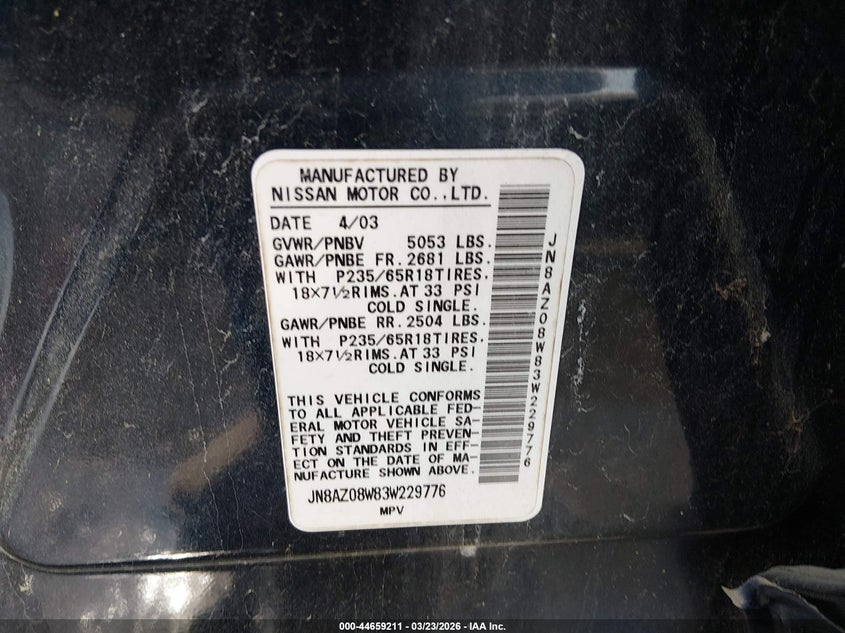 MANUFACTURED BY
NISSAN MOTOR CO.,LTD.
DATE 4/03
GVWR/PNBV 5053 LBS.
GAWR/PNBE FR.2681 LBS.
WITH P235/65R18TIRES,
18×7½RIMS.AT 33 PSI
COLD SINGLE.
GAWR/PNBE RR.2504 LBS.
WITH P235/65R18TIRES,
18×7½RIMS.AT 33 PSI
COLD SINGLE.
THIS VEHICLE CONFORMS
TO ALL APPLICABLE FED-
ERAL MOTOR VEHICLE SA-
FETY AND THEFT PREVEN-
TION STANDARDS IN EFF-
ECT ON THE DATE OF MA-
NUFACTURE SHOWN ABOVE.
JN8AZ08W83W229776
MPV
JN8AZ08W83W229776
000-44659211 - 03/23/2026 - IAA Inc.